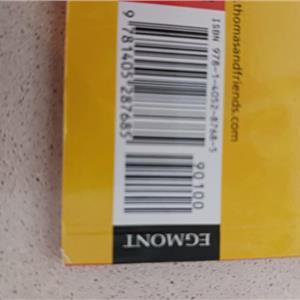 .thomasandfriends.com
ISBN 978-1-4052-8768-5
9 781405 287685
90100
EGMONT